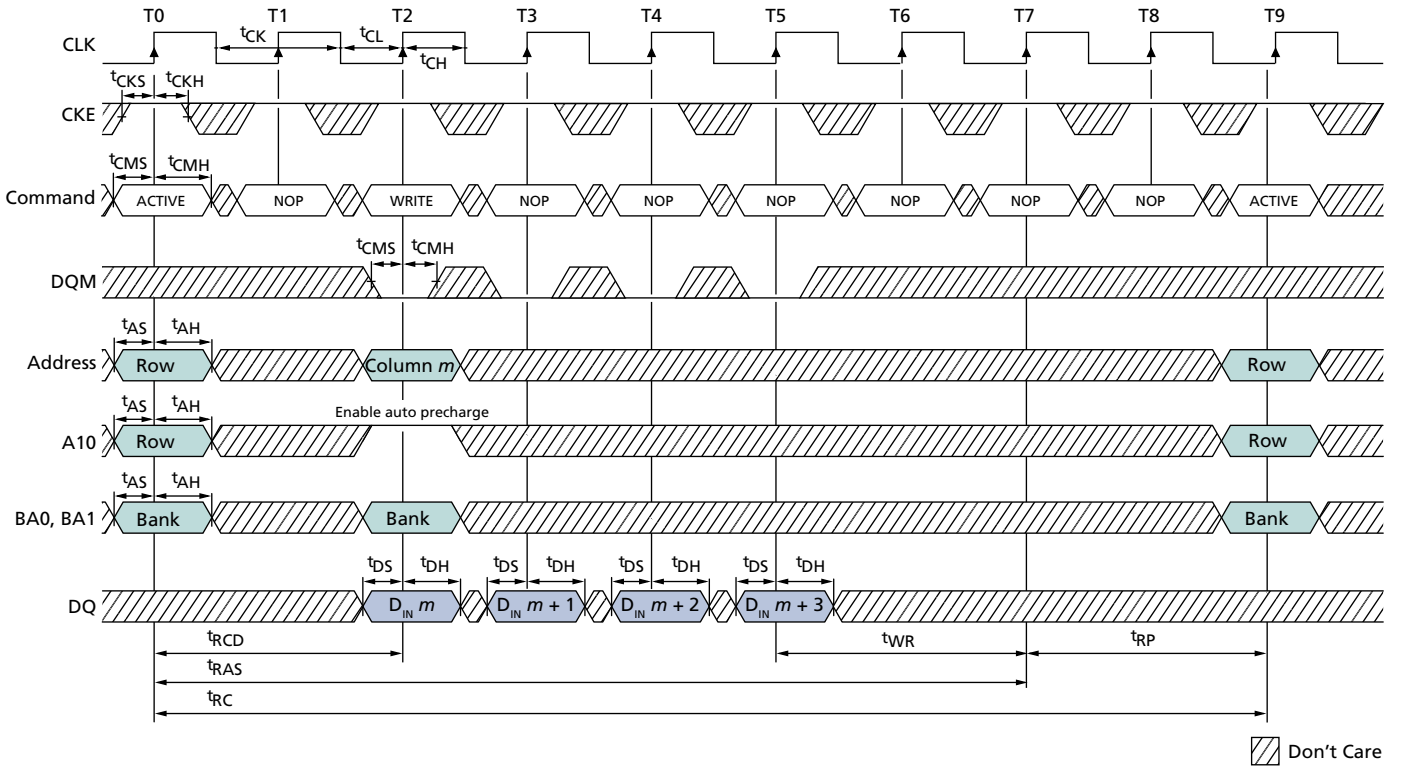 T0 T1 T2 T3 T4 T5 T6 T7 T8 T9
CLK tCK tCL tCH
tCKS tCKH
CKE
tCMS tCMH
Command ACTIVE NOP WRITE NOP NOP NOP NOP NOP NOP ACTIVE
tCMS tCMH
DQM
tAS tAH
Address Row Column m Row
tAS tAH Enable auto precharge
A10 Row Row
tAS tAH
BA0, BA1 Bank Bank Bank
tDS tDH tDS tDH tDS tDH tDS tDH
DQ DIN m DIN m + 1 DIN m + 2 DIN m + 3
tRCD tWR tRP
tRAS
tRC
Don't Care